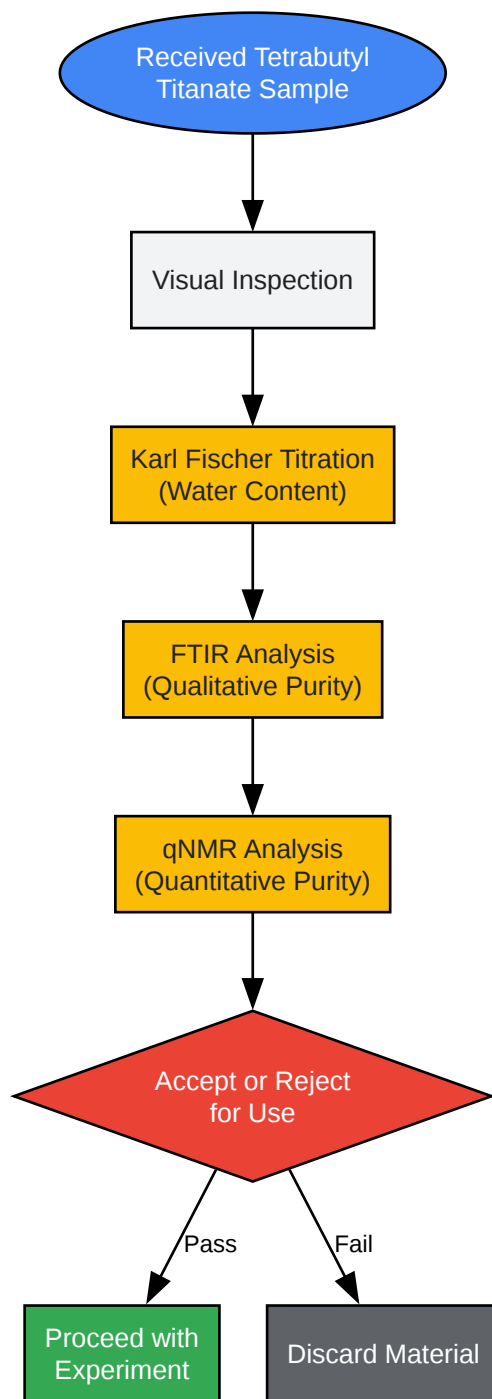 Received Tetrabutyl
Titanate Sample
Visual Inspection
Karl Fischer Titration
(Water Content)
FTIR Analysis
(Qualitative Purity)
qNMR Analysis
(Quantitative Purity)
Accept or Reject
for Use
Pass
Fail
Proceed with
Experiment
Discard Material